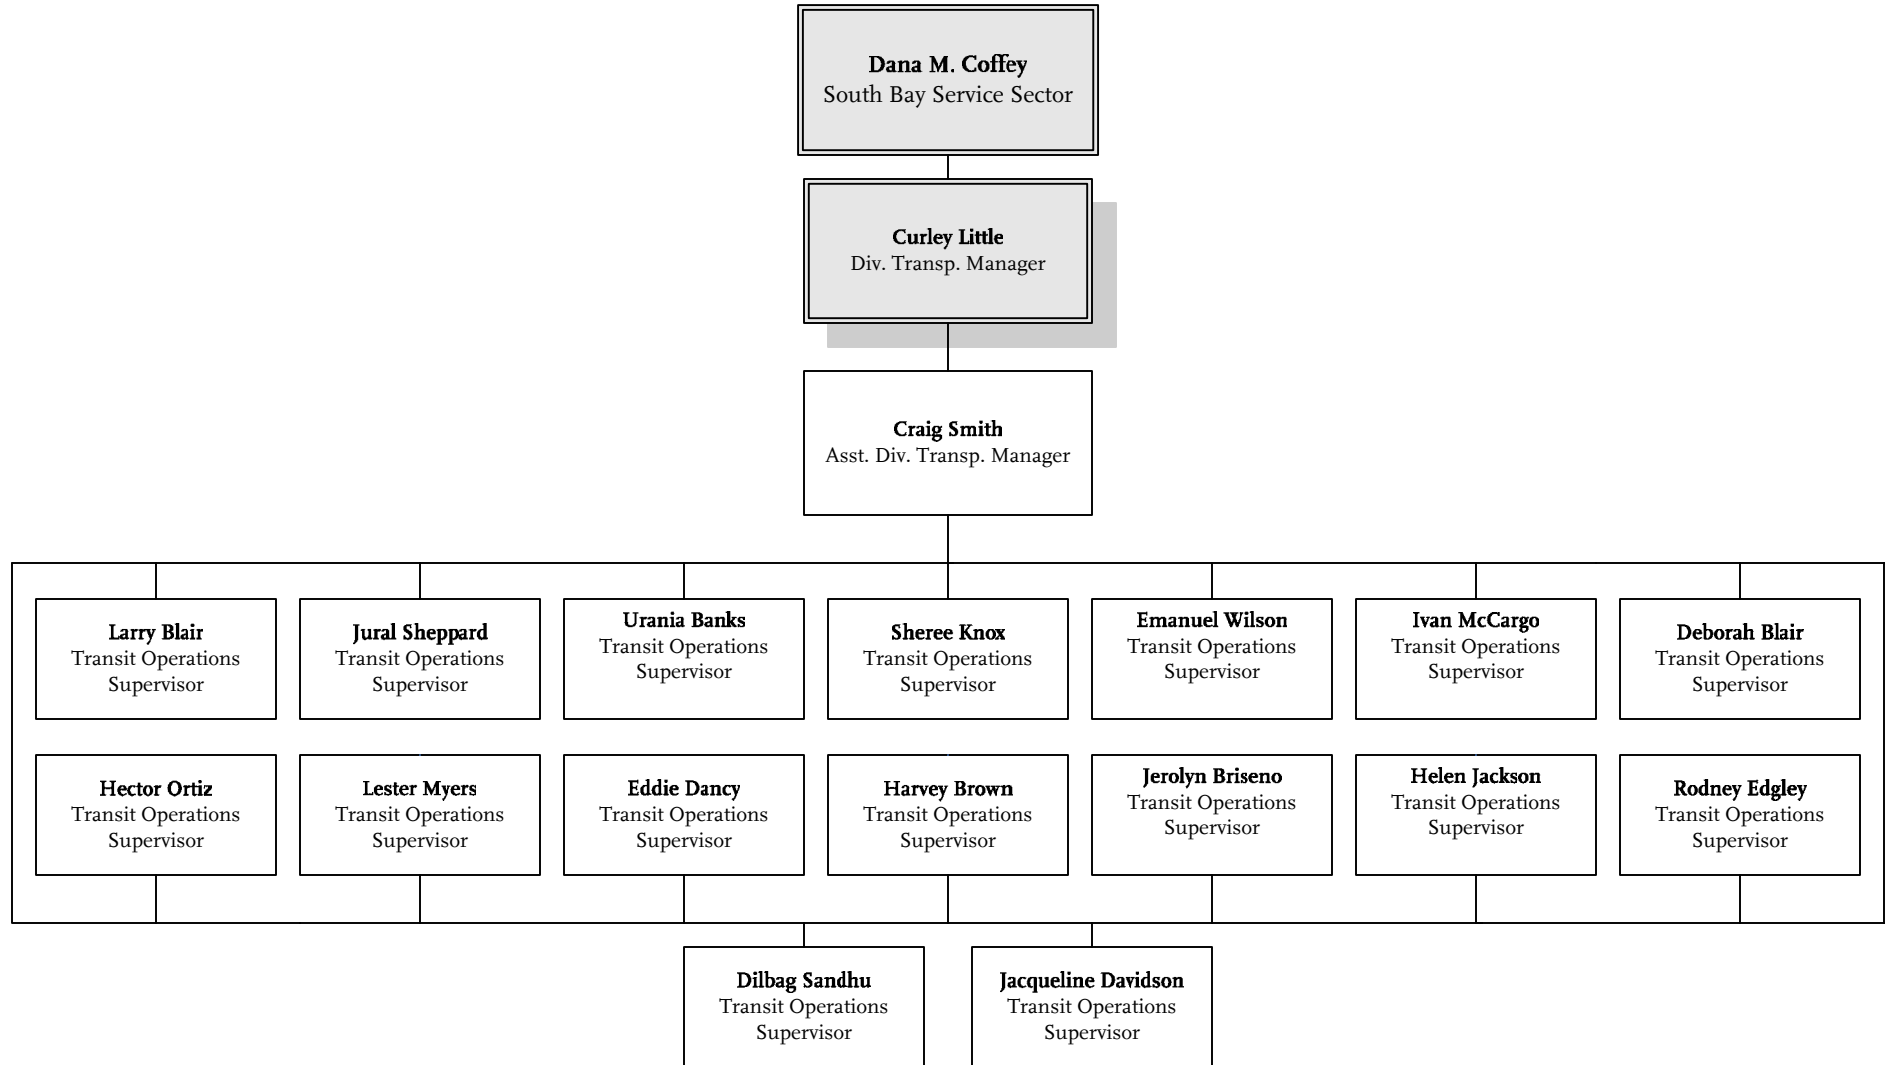 Dana M. Coffey
South Bay Service Sector
Curley Little
Div. Transp. Manager
Craig Smith
Asst. Div. Transp. Manager
Larry Blair
Transit Operations
Supervisor
Jural Sheppard
Transit Operations
Supervisor
Urania Banks
Transit Operations
Supervisor
Sheree Knox
Transit Operations
Supervisor
Emanuel Wilson
Transit Operations
Supervisor
Ivan McCargo
Transit Operations
Supervisor
Deborah Blair
Transit Operations
Supervisor
Hector Ortiz
Transit Operations
Supervisor
Lester Myers
Transit Operations
Supervisor
Eddie Dancy
Transit Operations
Supervisor
Harvey Brown
Transit Operations
Supervisor
Jerolyn Briseno
Transit Operations
Supervisor
Helen Jackson
Transit Operations
Supervisor
Rodney Edgley
Transit Operations
Supervisor
Dilbag Sandhu
Transit Operations
Supervisor
Jacqueline Davidson
Transit Operations
Supervisor